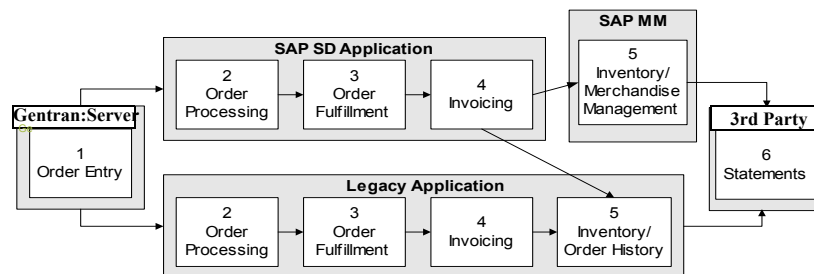 SAP SD Application
2
Order
Processing
3
Order
Fulfillment
4
Invoicing
SAP MM
5
Inventory/
Merchandise
Management
Gentran:Server
1
Order Entry
3rd Party
6
Statements
Legacy Application
2
Order
Processing
3
Order
Fulfillment
4
Invoicing
5
Inventory/
Order History